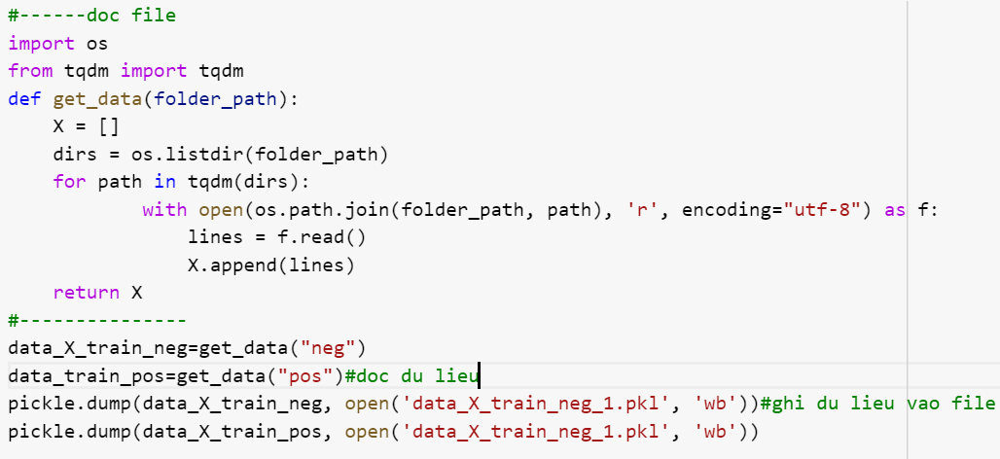 #------doc file
import os
from tqdm import tqdm
def get_data(folder_path):
    X = []
    dirs = os.listdir(folder_path)
    for path in tqdm(dirs):
            with open(os.path.join(folder_path, path), 'r', encoding="utf-8") as f:
                lines = f.read()
                X.append(lines)
    return X
#---------------
data_X_train_neg=get_data("neg")
data_train_pos=get_data("pos")#doc du lieu
pickle.dump(data_X_train_neg, open('data_X_train_neg_1.pkl', 'wb'))#ghi du lieu vao file
pickle.dump(data_X_train_pos, open('data_X_train_neg_1.pkl', 'wb'))